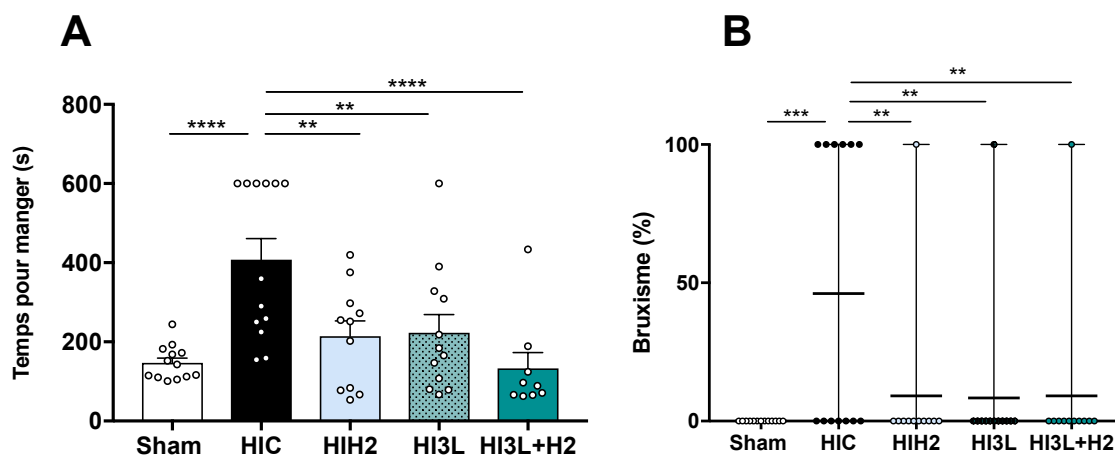 A
Temps pour manger (s)
800
600
400
200
0
****
**
**
****
Sham HIC HIH2 HI3L HI3L+H2
B
Bruxisme (%)
100
50
0
***
**
**
**
Sham HIC HIH2 HI3L HI3L+H2